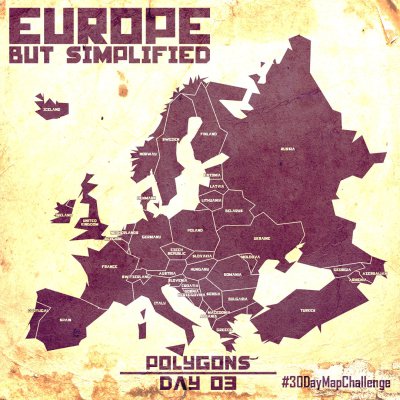 EUROPE
BUT SIMPLIFIED
ICELAND
SWEDEN
FINLAND
NORWAY
RUSSIA
ESTONIA
LATVIA
DENMARK
LITHUANIA
BELARUS
IRELAND
UNITED
KINGDOM
NETHERLANDS
GERMANY
POLAND
UKRAINE
CZECH
REPUBLIC
SLOVAKIA
MOLDOVA
FRANCE
SWITZERLAND
AUSTRIA
HUNGARY
SLOVENIA
CROATIA
ROMANIA
SERBIA
ITALY
BULGARIA
GEORGIA
AZERBAIJAN
ARMENIA
PORTUGAL
SPAIN
MACEDONIA
GREECE
TURKEY
POLYGONS
DAY 03
#30DayMapChallenge